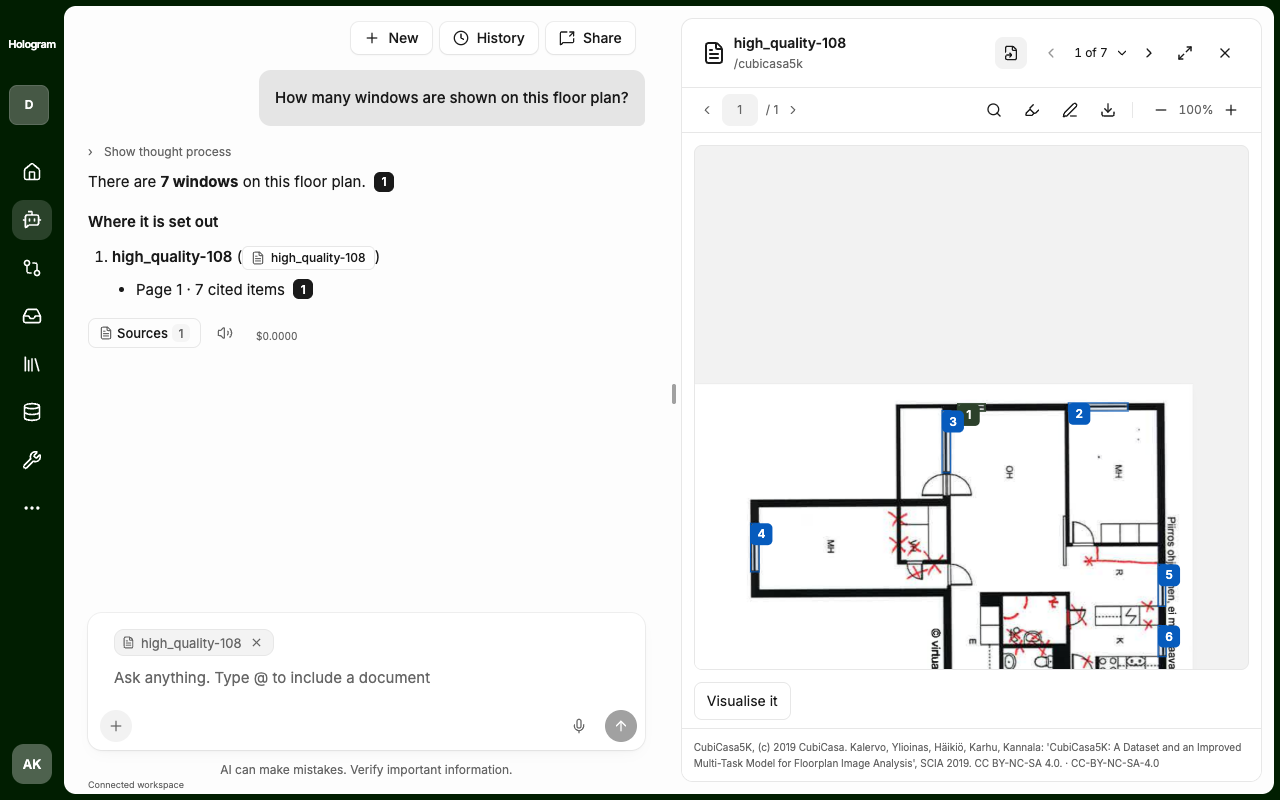 Hologram
D
AK
New
History
Share
How many windows are shown on this floor plan?
Show thought process
There are 7 windows on this floor plan. 1
Where it is set out
1. high_quality-108 ( high_quality-108 )
• Page 1 · 7 cited items 1
Sources 1
$0.0000
high_quality-108
Ask anything. Type @ to include a document
AI can make mistakes. Verify important information.
Connected workspace
high_quality-108
/cubicasa5k
1 of 7
1 / 1
100%
3
1
2
OH
MH
4
MH
Piirros oh
5
R
6
K
E
© virtua
Visualise it
CubiCasa5K, (c) 2019 CubiCasa. Kalervo, Ylioinas, Häikiö, Karhu, Kannala: 'CubiCasa5K: A Dataset and an Improved
Multi-Task Model for Floorplan Image Analysis', SCIA 2019. CC BY-NC-SA 4.0. · CC-BY-NC-SA-4.0